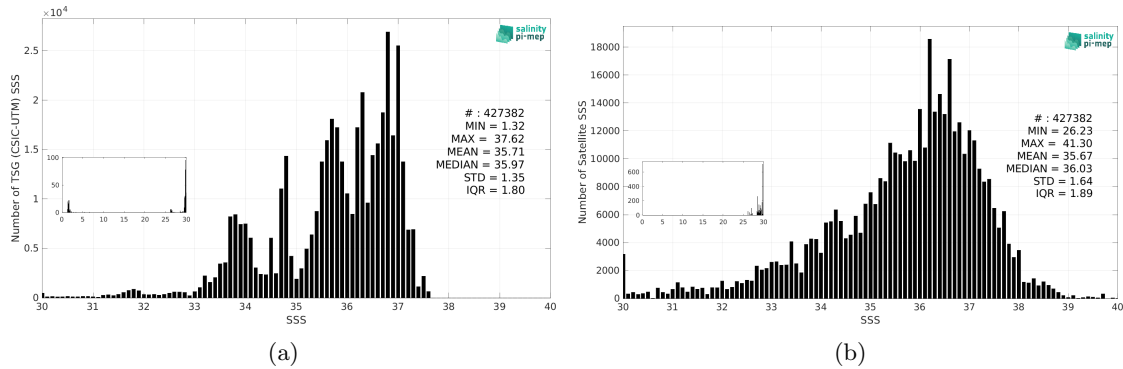 ×10^4
salinity
pi-mep
Number of TSG (CSIC-UTM) SSS
2.5
2
1.5
1
0.5
0
# : 427382
MIN = 1.32
MAX = 37.62
MEAN = 35.71
MEDIAN = 35.97
STD = 1.35
IQR = 1.80
100
50
0
0 5 10 15 20 25 30
30 31 32 33 34 35 36 37 38 39 40
SSS
(a)
salinity
pi-mep
Number of Satellite SSS
18000
16000
14000
12000
10000
8000
6000
4000
2000
0
# : 427382
MIN = 26.23
MAX = 41.30
MEAN = 35.67
MEDIAN = 36.03
STD = 1.64
IQR = 1.89
600
400
200
0
0 5 10 15 20 25 30
30 31 32 33 34 35 36 37 38 39 40
SSS
(b)